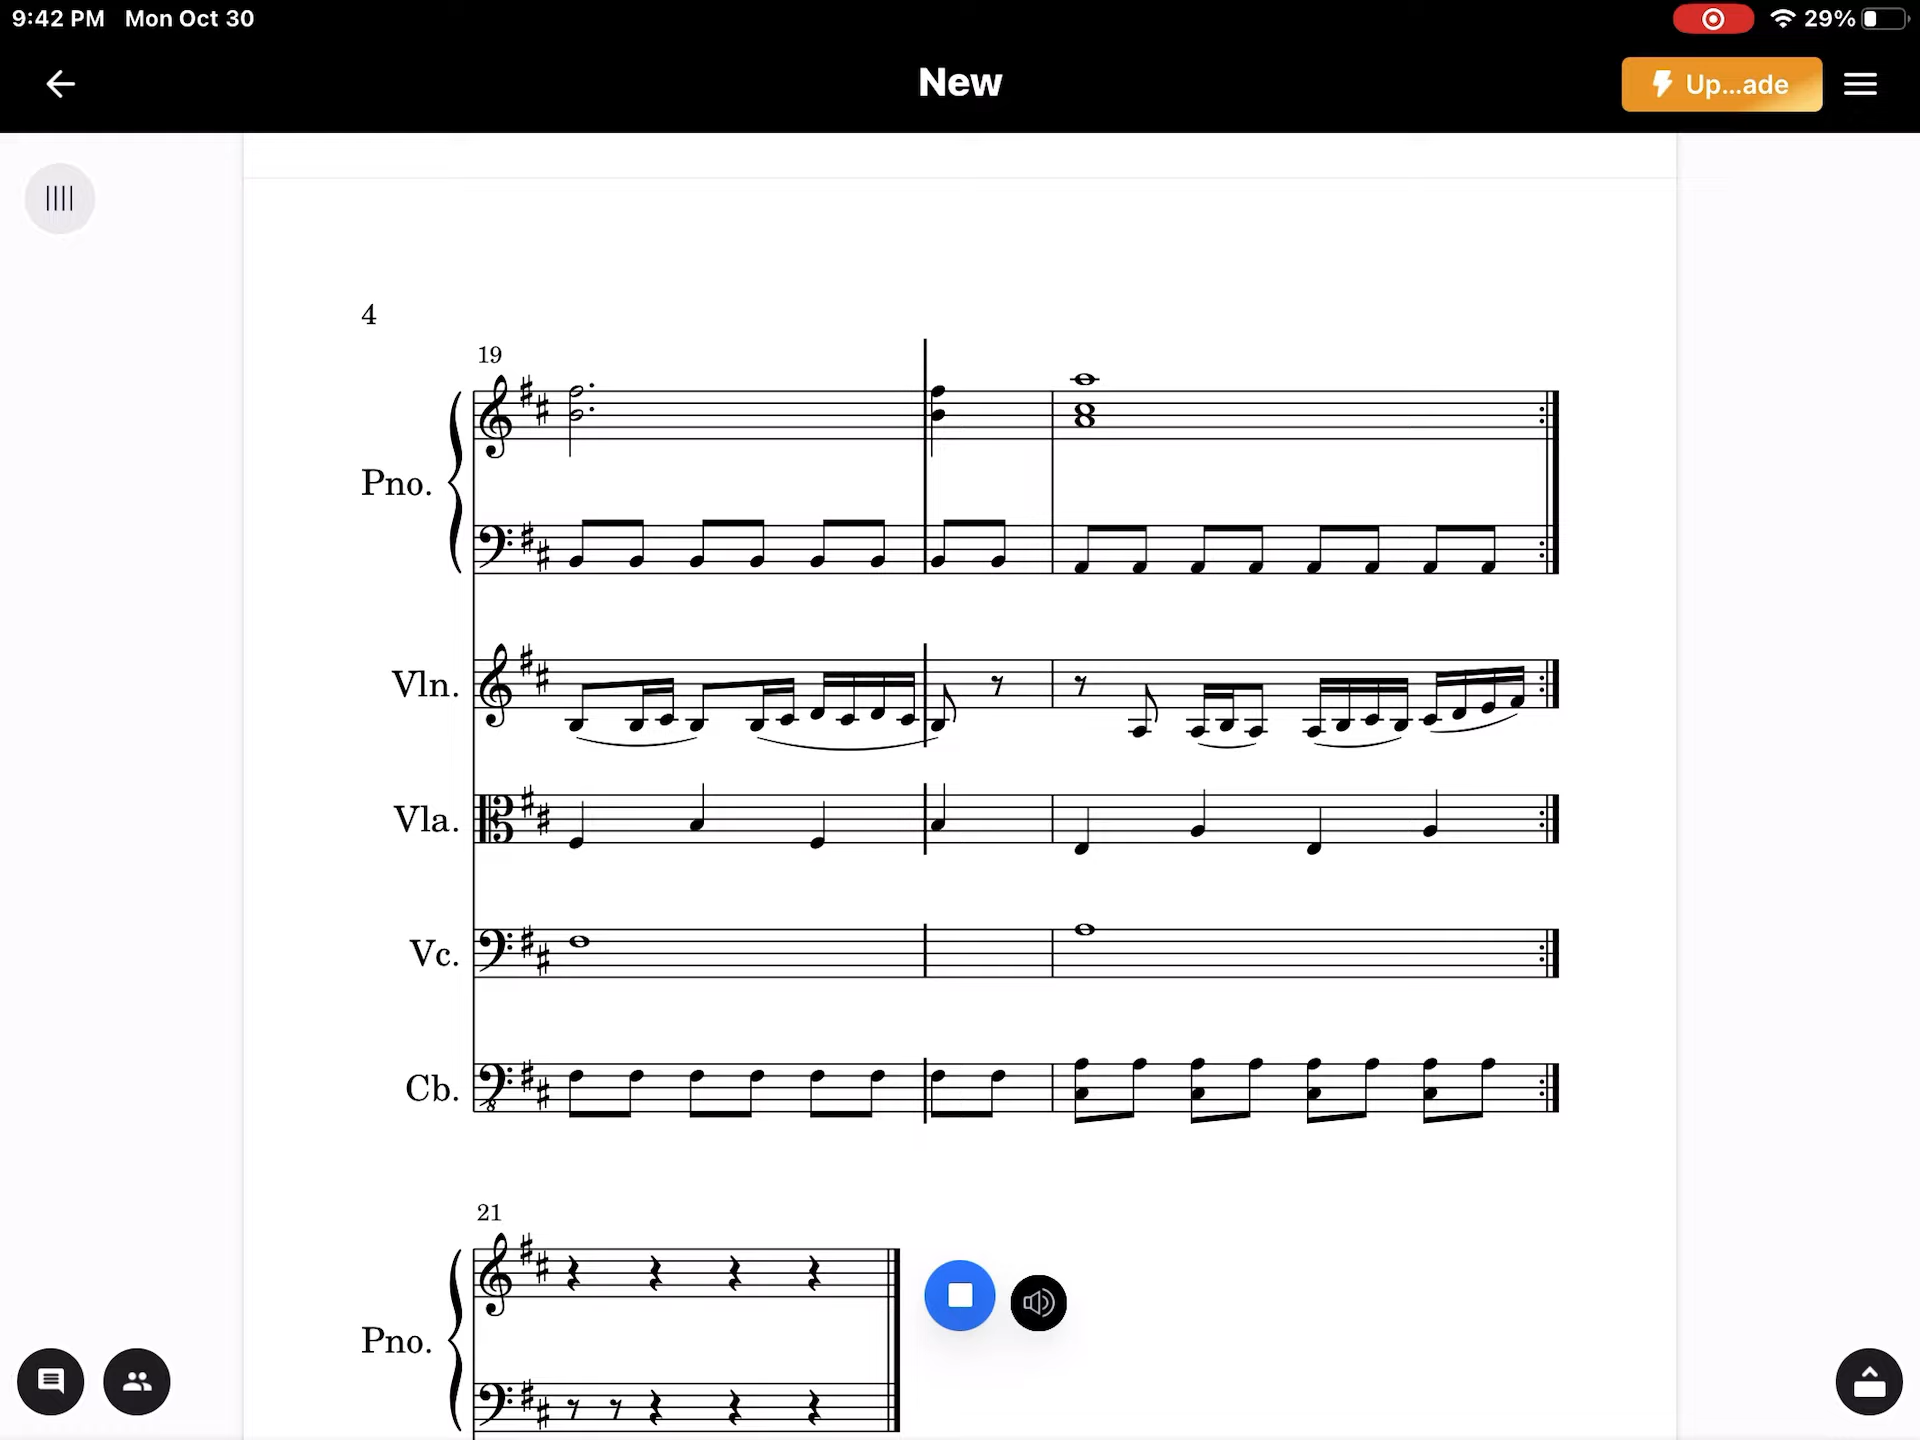 9:42 PM Mon Oct 30
29%
New
Up...ade
4
19
Pno.
Vln.
Vla.
Vc.
Cb.
21
Pno.